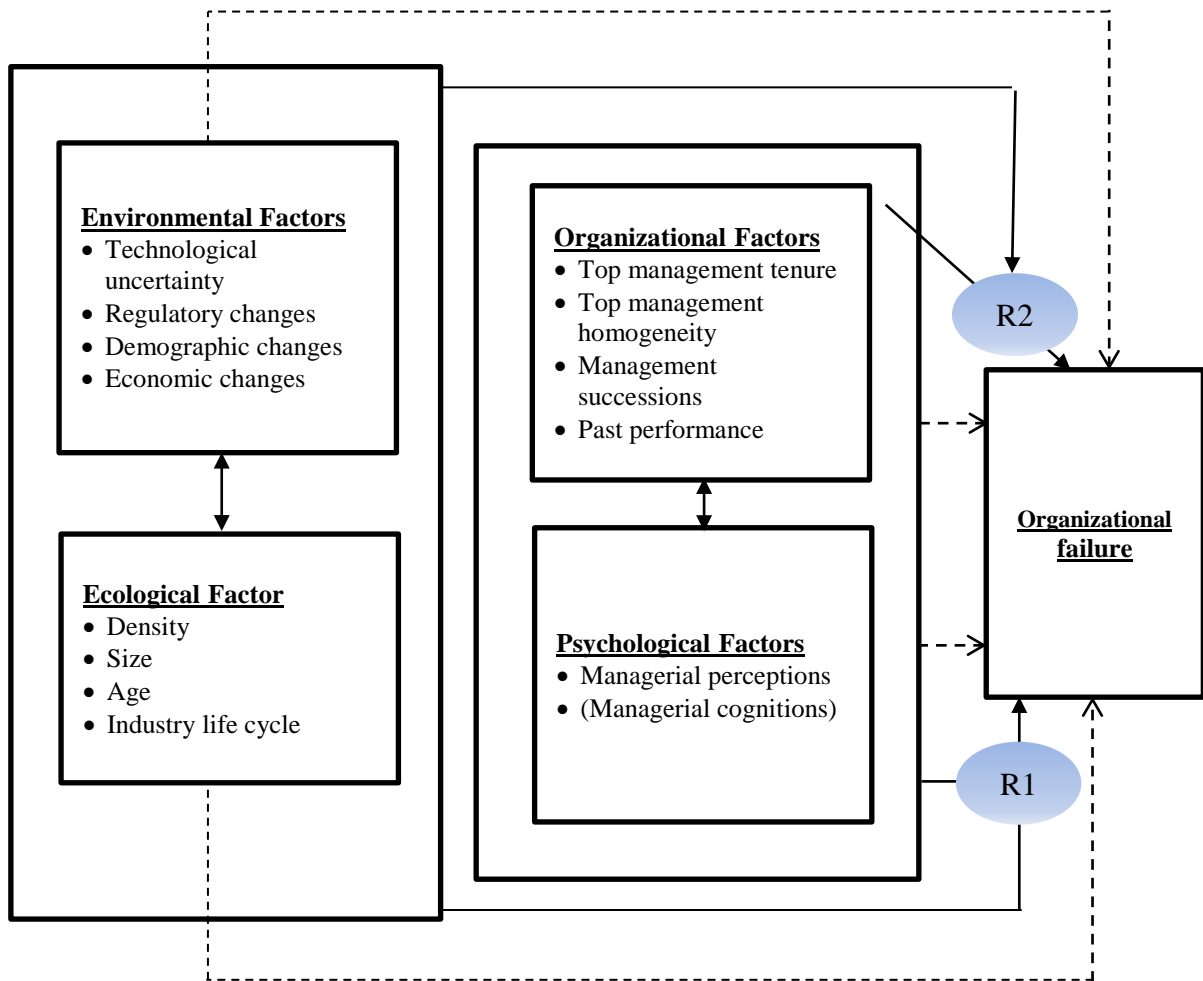 Environmental Factors
• Technological
uncertainty
• Regulatory changes
• Demographic changes
• Economic changes
Ecological Factor
• Density
• Size
• Age
• Industry life cycle
Organizational Factors
• Top management tenure
• Top management
homogeneity
• Management
successions
• Past performance
Psychological Factors
• Managerial perceptions
• (Managerial cognitions)
R2
Organizational
failure
R1